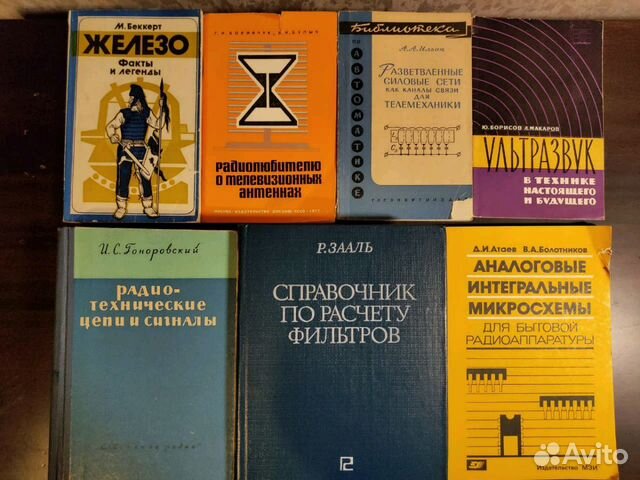 М. Беккерт
ЖЕЛЕЗО
Факты
и легенды
РАДИОЛЮБИТЕЛЮ
О ТЕЛЕВИЗИОННЫХ
АНТЕННАХ
Библиотека
ПО
АВТОМАТИКЕ
А.А.Ильин
РАЗВЕТВЛЕННЫЕ
СИЛОВЫЕ СЕТИ
КАК КАНАЛЫ СВЯЗИ
ДЛЯ
ТЕЛЕМЕХАНИКИ
ГОСЭНЕРГОИЗДАТ
Ю.БОРИСОВ Л.МАКАРОВ
УЛЬТРАЗВУК
В ТЕХНИКЕ
НАСТОЯЩЕГО
И БУДУЩЕГО
И.С.Гоноровский
РАДИО-
ТЕХНИЧЕСКИЕ
ЦЕПИ И СИГНАЛЫ
Р. ЗААЛЬ
СПРАВОЧНИК
ПО РАСЧЕТУ
ФИЛЬТРОВ
Д.И.Атаев В.А.Болотников
АНАЛОГОВЫЕ
ИНТЕГРАЛЬНЫЕ
МИКРОСХЕМЫ
ДЛЯ БЫТОВОЙ
РАДИОАППАРАТУРЫ
Издательство "МЭИ"
Avito